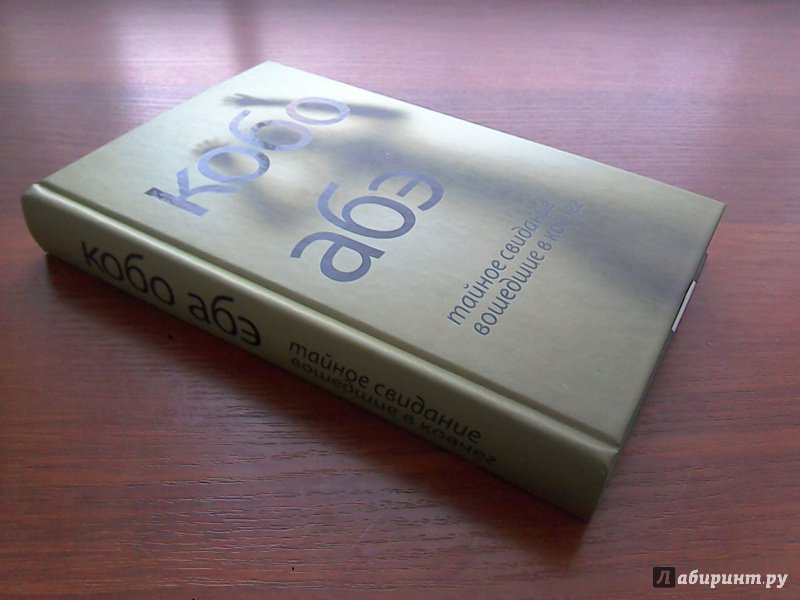 кобо
абэ
тайное свидание
вошедшие в ковчег
кобо абэ
тайное свидание
вошедшие в ковчег
Лабиринт.ру